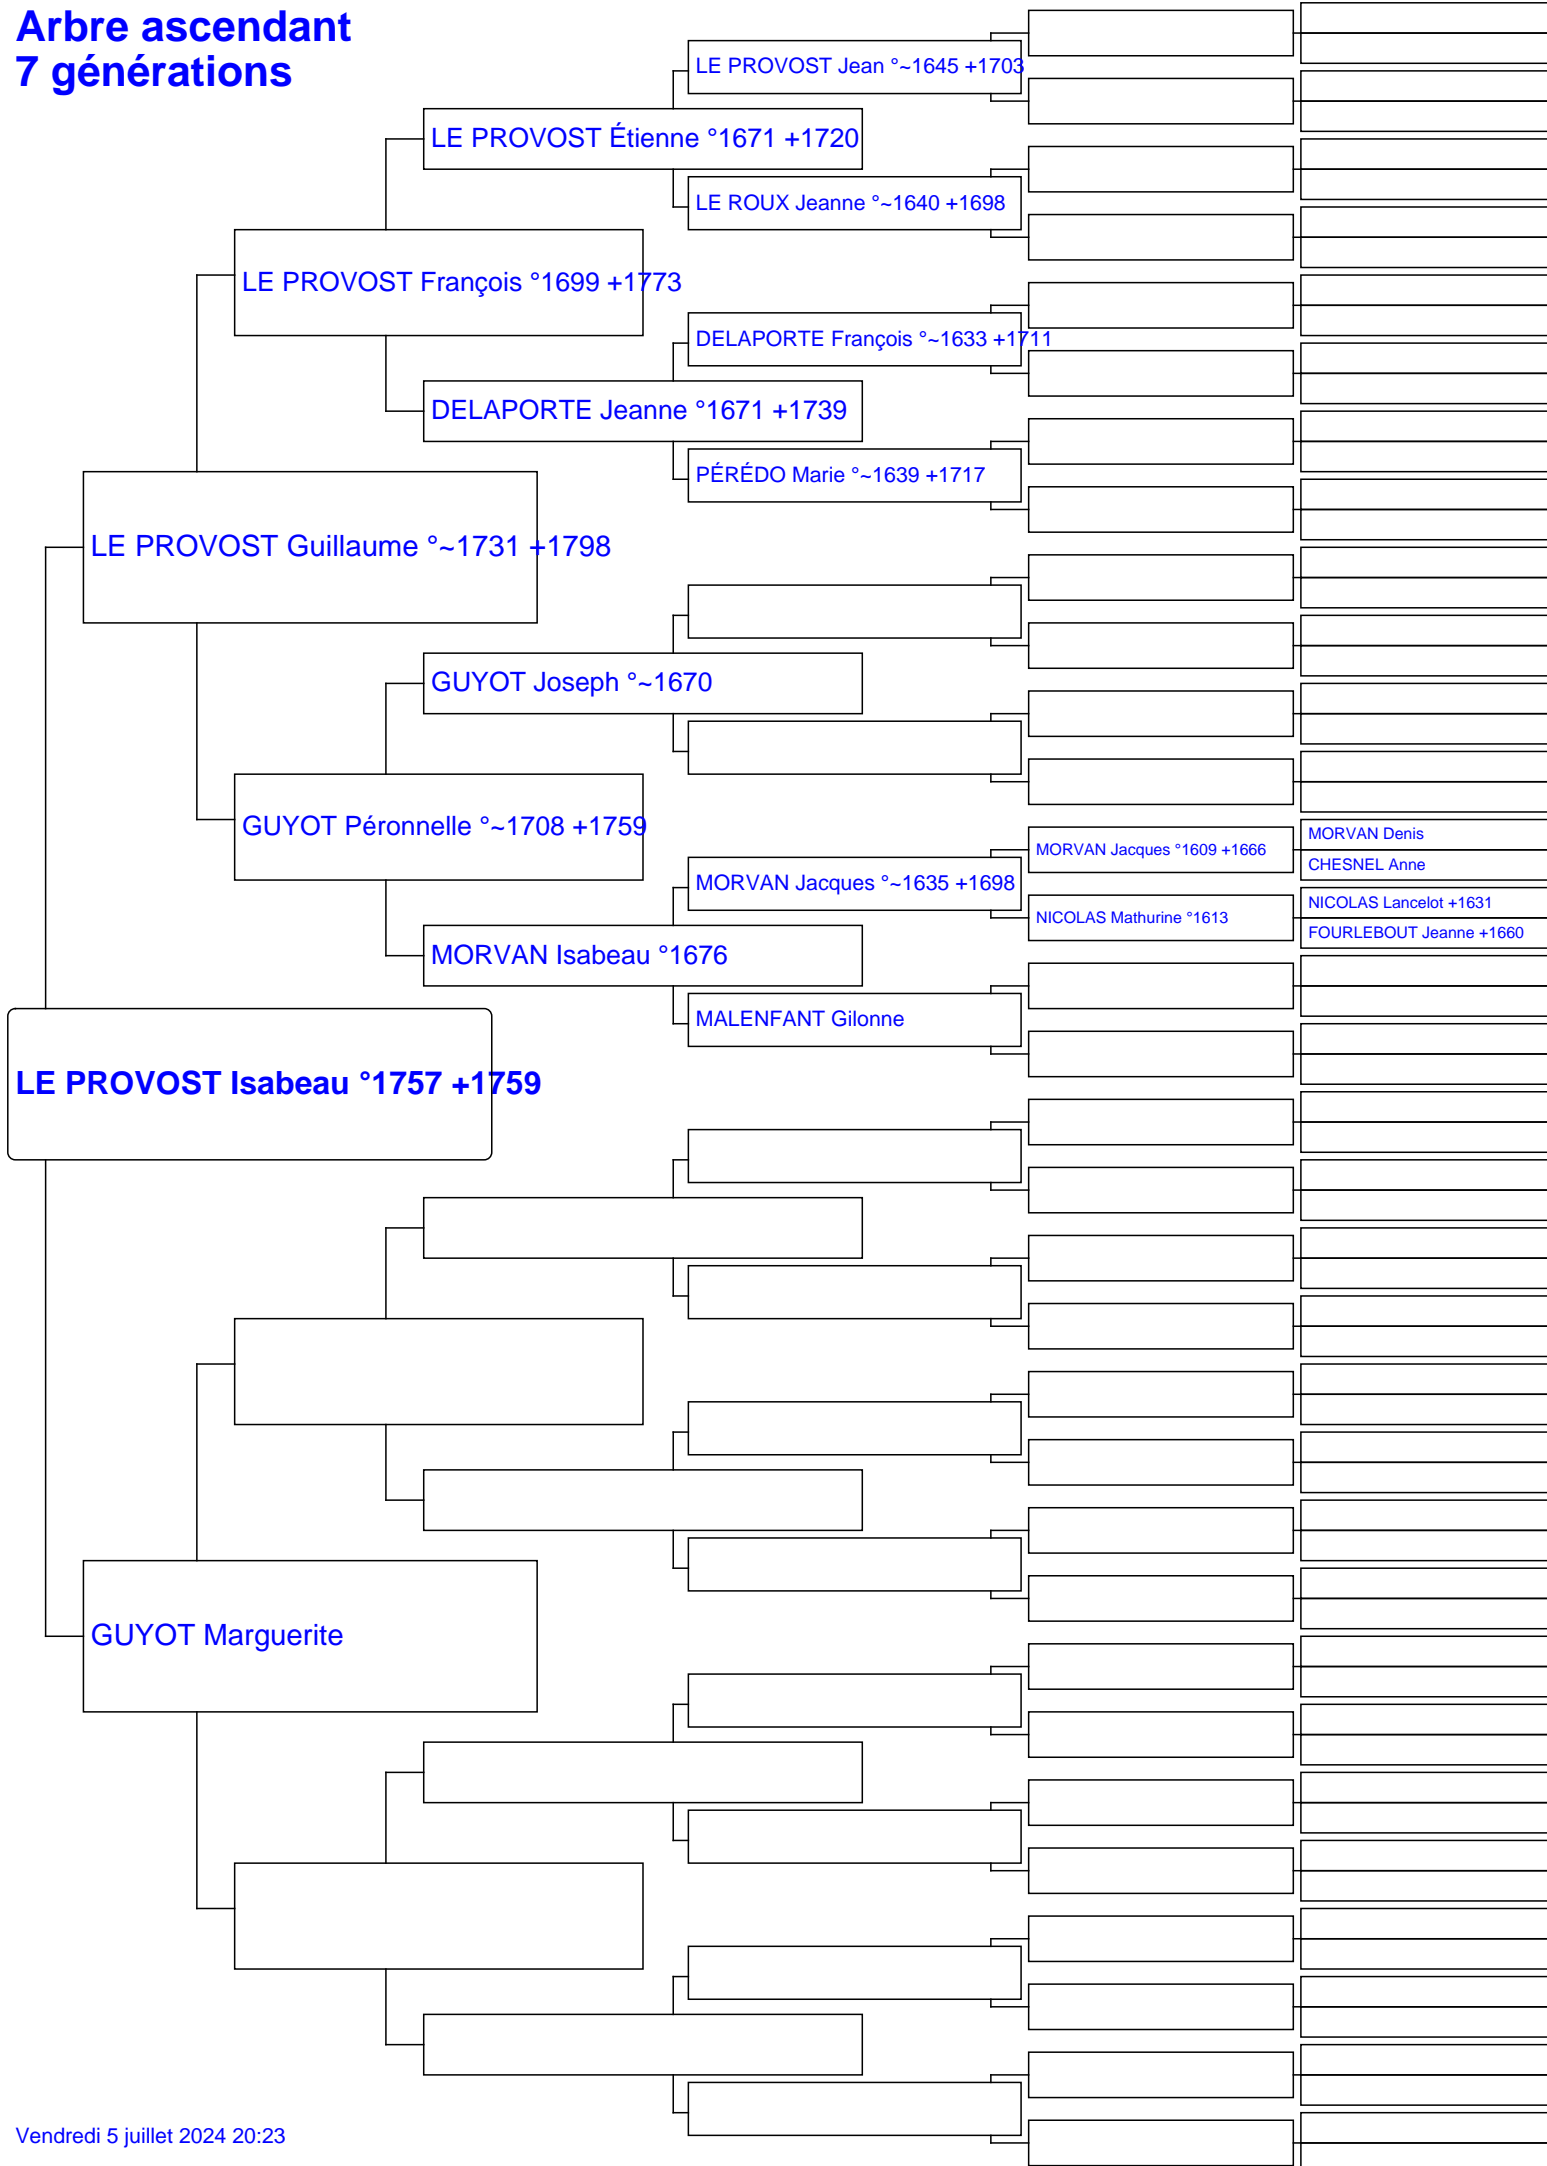 Arbre ascendant
7 générations
LE PROVOST Jean °~1645 +1703
LE PROVOST Étienne °1671 +1720
LE ROUX Jeanne °~1640 +1698
LE PROVOST François °1699 +1773
DELAPORTE François °~1633 +1711
DELAPORTE Jeanne °1671 +1739
PÉRÉDO Marie °~1639 +1717
LE PROVOST Guillaume °~1731 +1798
GUYOT Joseph °~1670
GUYOT Péronnelle °~1708 +1759
MORVAN Denis
MORVAN Jacques °1609 +1666
CHESNEL Anne
MORVAN Jacques °~1635 +1698
NICOLAS Lancelot +1631
NICOLAS Mathurine °1613
FOURLEBOUT Jeanne +1660
MORVAN Isabeau °1676
MALENFANT Gilonne
LE PROVOST Isabeau °1757 +1759
GUYOT Marguerite
Vendredi 5 juillet 2024 20:23